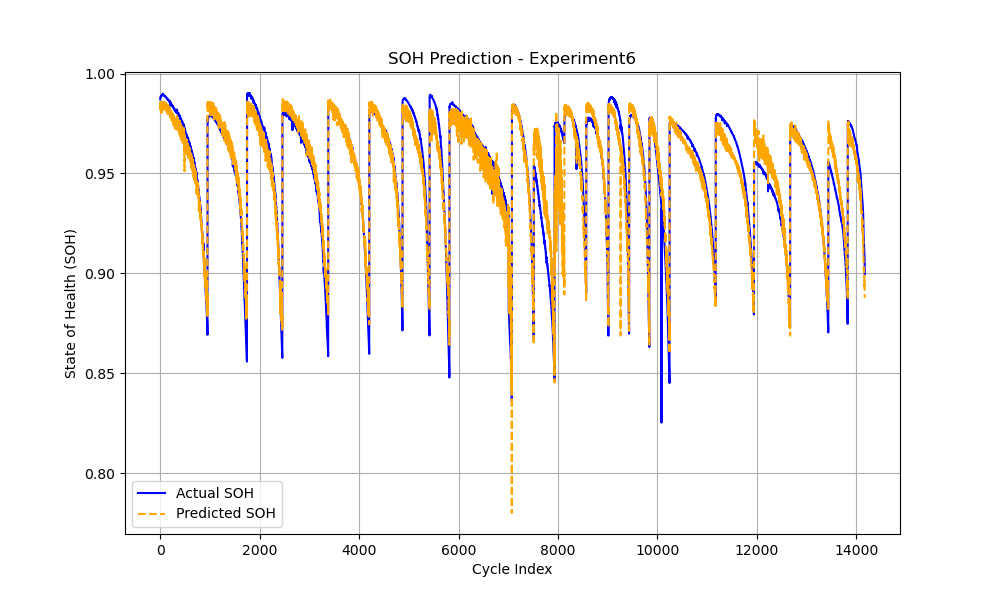 SOH Prediction - Experiment6
State of Health (SOH)
1.00
0.95
0.90
0.85
0.80
Actual SOH
Predicted SOH
0
2000
4000
6000
8000
10000
12000
14000
Cycle Index